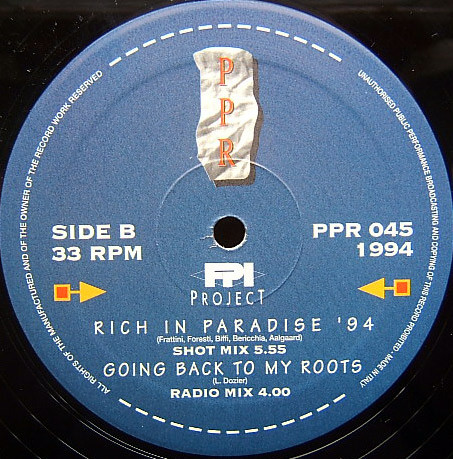 ALL RIGHTS OF THE MANUFACTURED AND OF THE OWNER OF THE RECORD WORK RESERVED
UNAUTHORISED PUBLIC PERFORMANCE BROADCASTING AND COPYING OF THIS RECORD PROHIBITED - MADE IN ITALY
PPR
SIDE B
33 RPM
PPR 045
1994
FPI
PROJECT
RICH IN PARADISE '94
(Frattini, Foresti, Biffi, Bericchia, Aalgaard)
SHOT MIX 5.55
GOING BACK TO MY ROOTS
(L. Dozier)
RADIO MIX 4.00